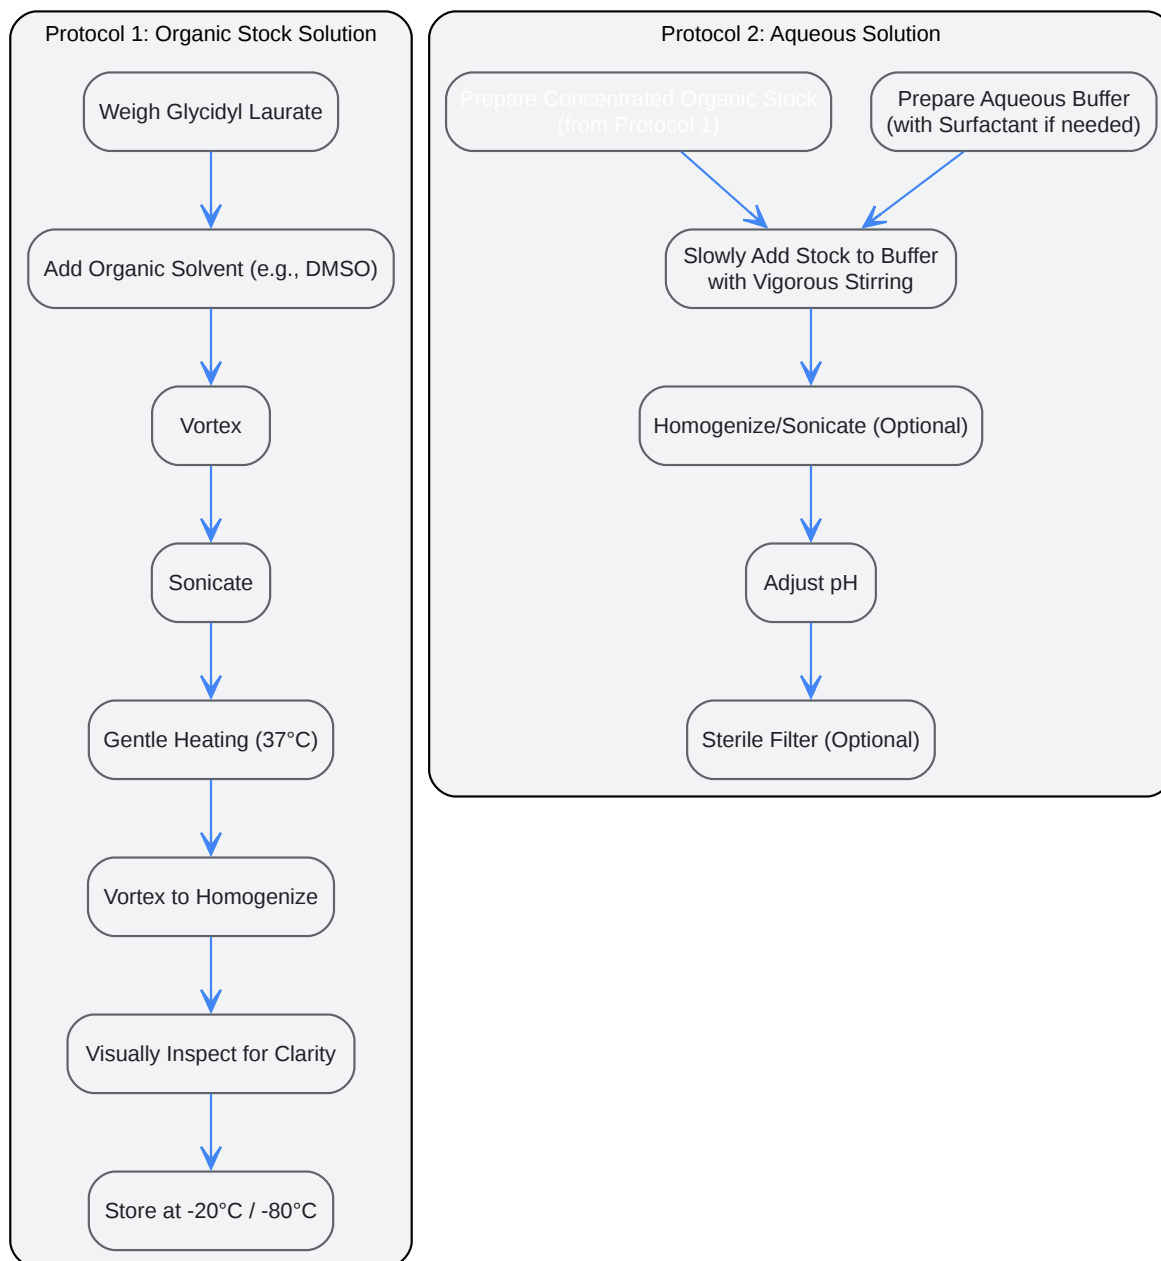 Protocol 1: Organic Stock Solution
Weigh Glycidyl Laurate
Add Organic Solvent (e.g., DMSO)
Vortex
Sonicate
Gentle Heating (37°C)
Vortex to Homogenize
Visually Inspect for Clarity
Store at -20°C / -80°C
Protocol 2: Aqueous Solution
Prepare Concentrated Organic Stock
(from Protocol 1)
Prepare Aqueous Buffer
(with Surfactant if needed)
Slowly Add Stock to Buffer
with Vigorous Stirring
Homogenize/Sonicate (Optional)
Adjust pH
Sterile Filter (Optional)